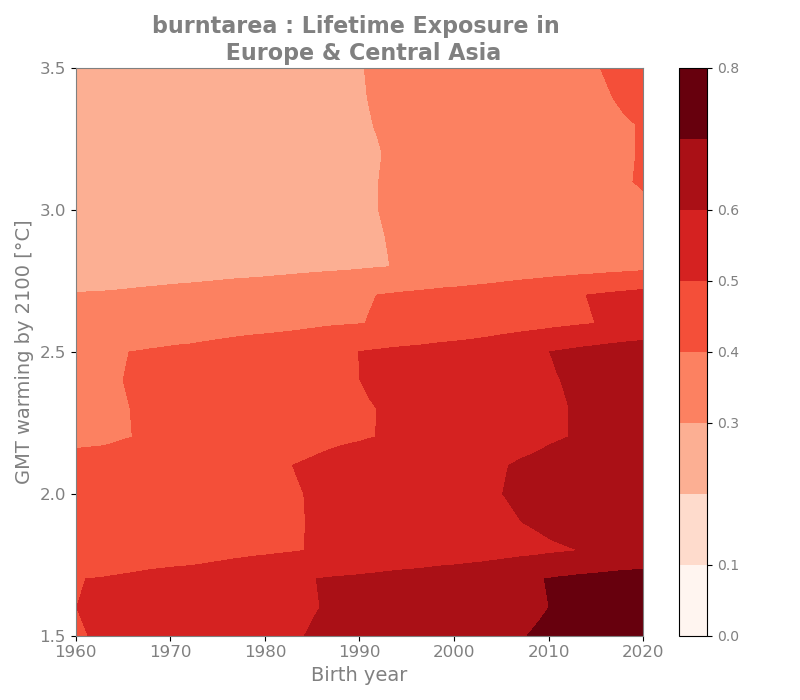 burntarea : Lifetime Exposure in
Europe & Central Asia
GMT warming by 2100 [°C]
3.5
3.0
2.5
2.0
1.5
1960 1970 1980 1990 2000 2010 2020
Birth year
0.8
0.6
0.5
0.4
0.3
0.1
0.0